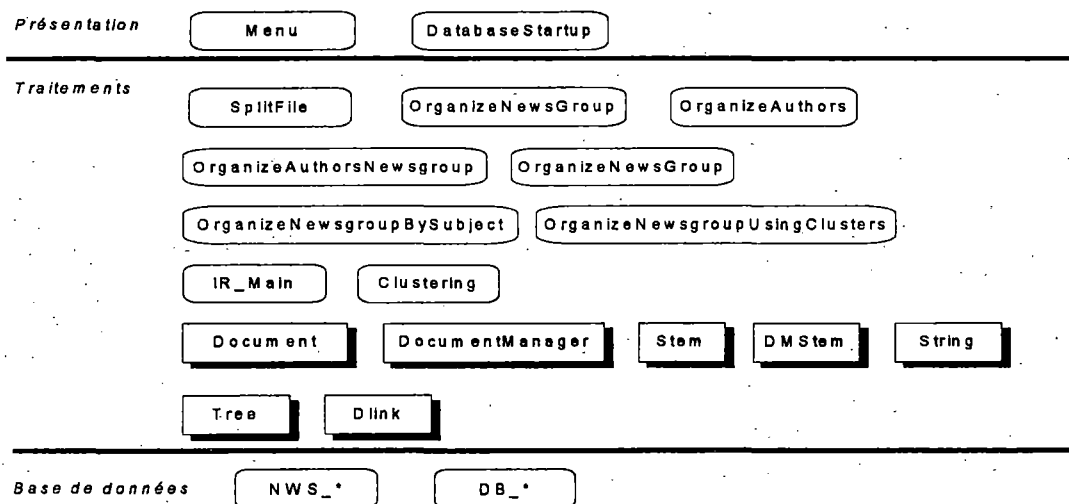 Présentation Menu DatabaseStartup
Traitements
SplitFile OrganizeNewsGroup OrganizeAuthors
OrganizeAuthorsNewsgroup OrganizeNewsGroup
OrganizeNewsgroupBySubject OrganizeNewsgroupUsingClusters
IR_Main Clustering
Document DocumentManager Stem DMStem String
Tree Dlink
Base de données NWS_* DB_*